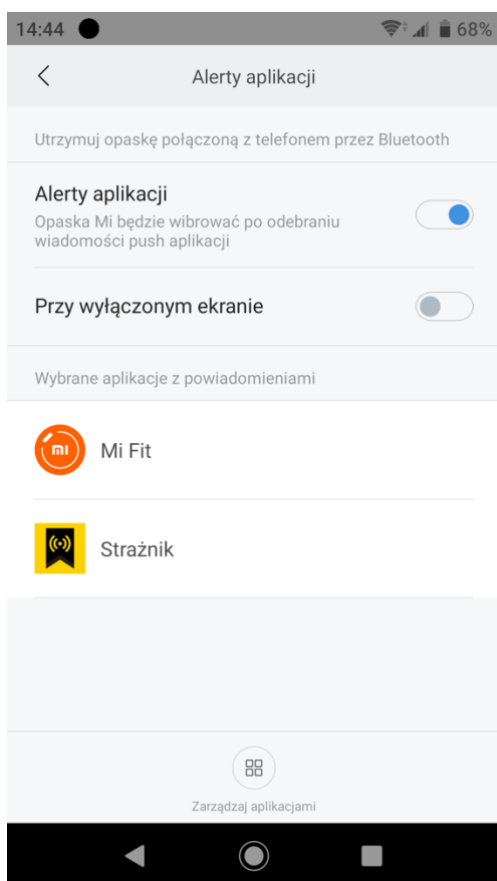 14:44
68%
Alerty aplikacji
Utrzymuj opaskę połączoną z telefonem przez Bluetooth
Alerty aplikacji
Opaska Mi będzie wibrować po odebraniu
wiadomości push aplikacji
Przy wyłączonym ekranie
Wybrane aplikacje z powiadomieniami
Mi Fit
Strażnik
Zarządzaj aplikacjami